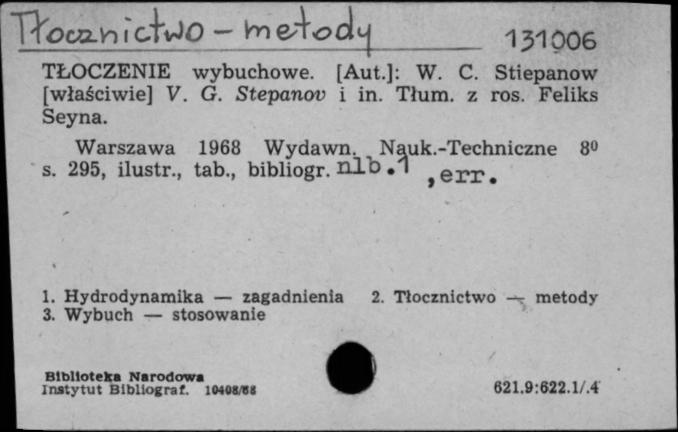 Tłocznictwo – metody
131006
TŁOCZENIE wybuchowe. [Aut.]: W. C. Stiepanow
[właściwie] V. G. Stepanov i in. Tłum. z ros. Feliks
Seyna.
Warszawa 1968 Wydawn. Nauk.-Techniczne 8⁰
s. 295, ilustr., tab., bibliogr. nlb.1 ,err.
1. Hydrodynamika — zagadnienia 2. Tłocznictwo — metody
3. Wybuch — stosowanie
Biblioteka Narodowa
Instytut Bibliograf. 10408/68
621.9:622.1/.4